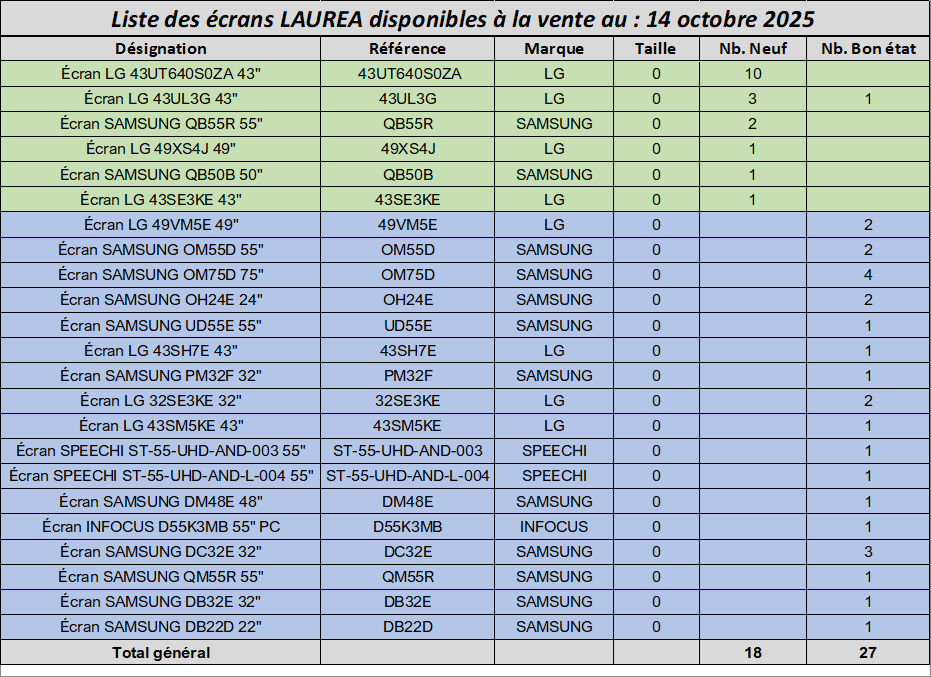 Liste des écrans LAUREA disponibles à la vente au : 14 octobre 2025
Désignation Référence Marque Taille Nb. Neuf Nb. Bon état
Écran LG 43UT640S0ZA 43" 43UT640S0ZA LG 0 10
Écran LG 43UL3G 43" 43UL3G LG 0 3 1
Écran SAMSUNG QB55R 55" QB55R SAMSUNG 0 2
Écran LG 49XS4J 49" 49XS4J LG 0 1
Écran SAMSUNG QB50B 50" QB50B SAMSUNG 0 1
Écran LG 43SE3KE 43" 43SE3KE LG 0 1
Écran LG 49VM5E 49" 49VM5E LG 0 2
Écran SAMSUNG OM55D 55" OM55D SAMSUNG 0 2
Écran SAMSUNG OM75D 75" OM75D SAMSUNG 0 4
Écran SAMSUNG OH24E 24" OH24E SAMSUNG 0 2
Écran SAMSUNG UD55E 55" UD55E SAMSUNG 0 1
Écran LG 43SH7E 43" 43SH7E LG 0 1
Écran SAMSUNG PM32F 32" PM32F SAMSUNG 0 1
Écran LG 32SE3KE 32" 32SE3KE LG 0 2
Écran LG 43SM5KE 43" 43SM5KE LG 0 1
Écran SPEECHI ST-55-UHD-AND-003 55" ST-55-UHD-AND-003 SPEECHI 0 1
Écran SPEECHI ST-55-UHD-AND-L-004 55" ST-55-UHD-AND-L-004 SPEECHI 0 1
Écran SAMSUNG DM48E 48" DM48E SAMSUNG 0 1
Écran INFOCUS D55K3MB 55" PC D55K3MB INFOCUS 0 1
Écran SAMSUNG DC32E 32" DC32E SAMSUNG 0 3
Écran SAMSUNG QM55R 55" QM55R SAMSUNG 0 1
Écran SAMSUNG DB32E 32" DB32E SAMSUNG 0 1
Écran SAMSUNG DB22D 22" DB22D SAMSUNG 0 1
Total général 18 27